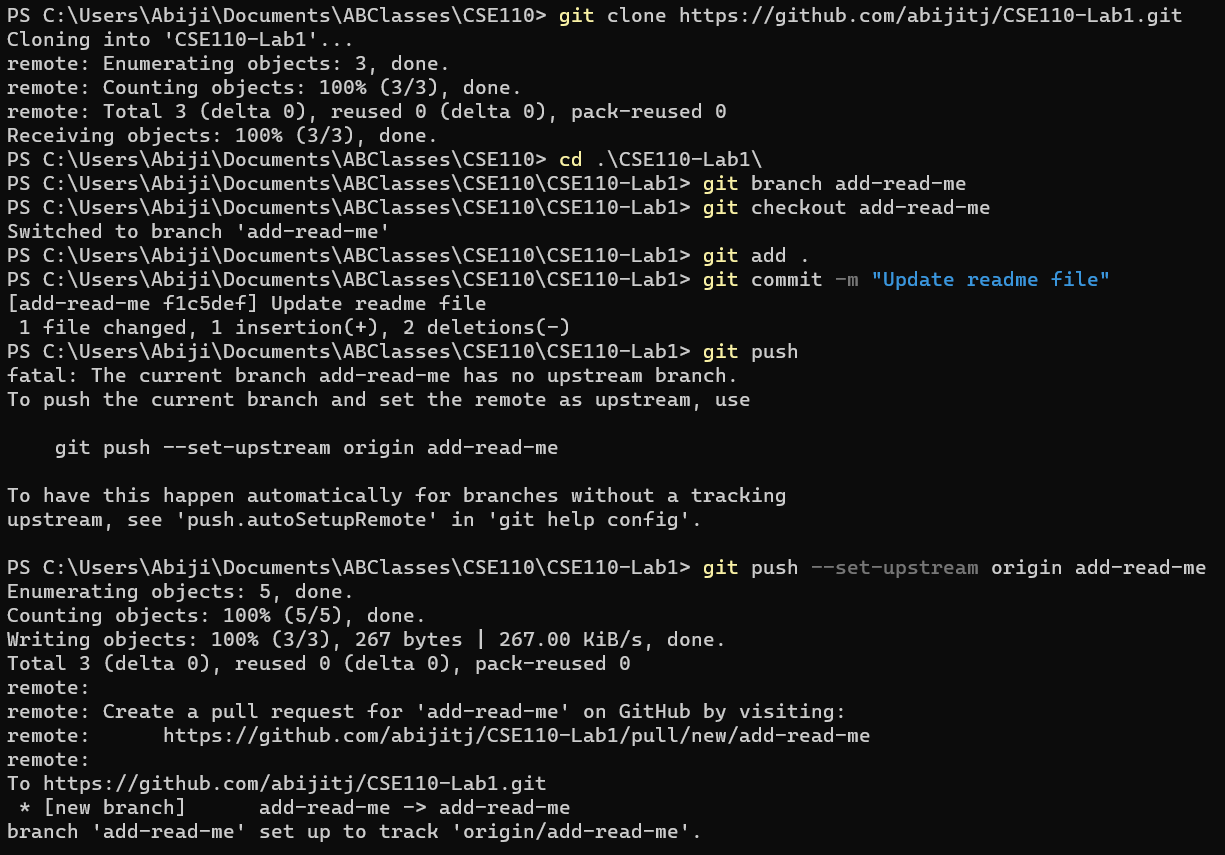 PS C:\Users\Abiji\Documents\ABClasses\CSE110> git clone https://github.com/abijitj/CSE110-Lab1.git
Cloning into 'CSE110-Lab1'...
remote: Enumerating objects: 3, done.
remote: Counting objects: 100% (3/3), done.
remote: Total 3 (delta 0), reused 0 (delta 0), pack-reused 0
Receiving objects: 100% (3/3), done.
PS C:\Users\Abiji\Documents\ABClasses\CSE110> cd .\CSE110-Lab1\
PS C:\Users\Abiji\Documents\ABClasses\CSE110\CSE110-Lab1> git branch add-read-me
PS C:\Users\Abiji\Documents\ABClasses\CSE110\CSE110-Lab1> git checkout add-read-me
Switched to branch 'add-read-me'
PS C:\Users\Abiji\Documents\ABClasses\CSE110\CSE110-Lab1> git add .
PS C:\Users\Abiji\Documents\ABClasses\CSE110\CSE110-Lab1> git commit -m "Update readme file"
[add-read-me f1c5def] Update readme file
 1 file changed, 1 insertion(+), 2 deletions(-)
PS C:\Users\Abiji\Documents\ABClasses\CSE110\CSE110-Lab1> git push
fatal: The current branch add-read-me has no upstream branch.
To push the current branch and set the remote as upstream, use

    git push --set-upstream origin add-read-me

To have this happen automatically for branches without a tracking
upstream, see 'push.autoSetupRemote' in 'git help config'.

PS C:\Users\Abiji\Documents\ABClasses\CSE110\CSE110-Lab1> git push --set-upstream origin add-read-me
Enumerating objects: 5, done.
Counting objects: 100% (5/5), done.
Writing objects: 100% (3/3), 267 bytes | 267.00 KiB/s, done.
Total 3 (delta 0), reused 0 (delta 0), pack-reused 0
remote:
remote: Create a pull request for 'add-read-me' on GitHub by visiting:
remote:      https://github.com/abijitj/CSE110-Lab1/pull/new/add-read-me
remote:
To https://github.com/abijitj/CSE110-Lab1.git
 * [new branch]      add-read-me -> add-read-me
branch 'add-read-me' set up to track 'origin/add-read-me'.